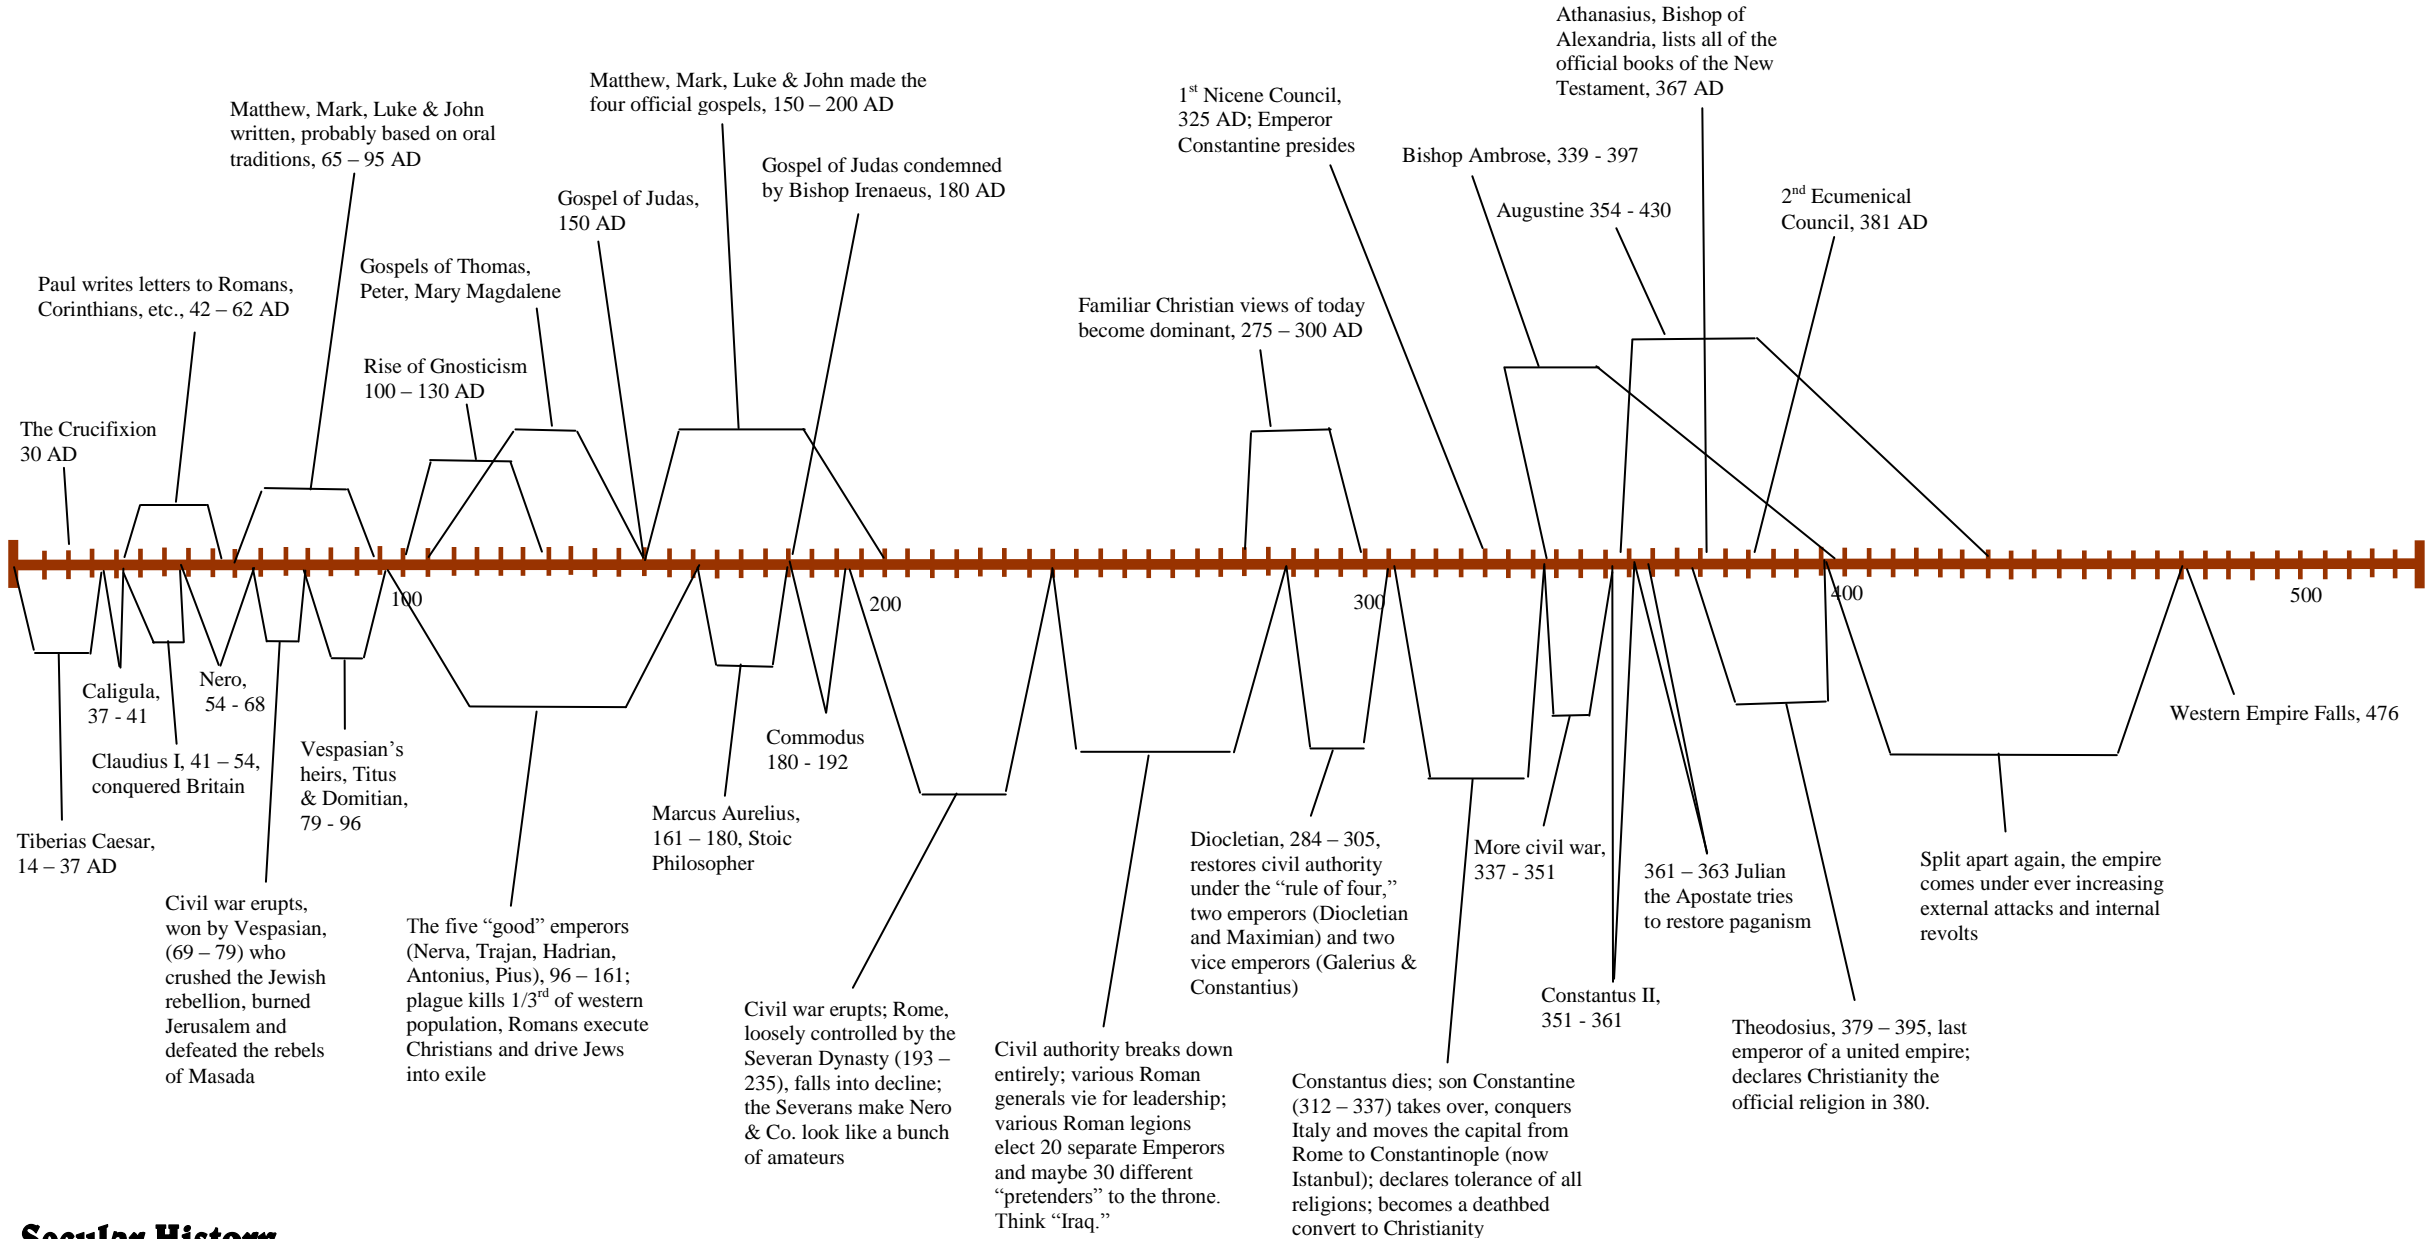 Athanasius, Bishop of
Alexandria, lists all of the
official books of the New
Testament, 367 AD
Matthew, Mark, Luke & John made the
four official gospels, 150 – 200 AD
1st Nicene Council,
325 AD; Emperor
Constantine presides
Matthew, Mark, Luke & John
written, probably based on oral
traditions, 65 – 95 AD
Bishop Ambrose, 339 - 397
Gospel of Judas condemned
by Bishop Irenaeus, 180 AD
Gospel of Judas,
150 AD
Augustine 354 - 430
2nd Ecumenical
Council, 381 AD
Gospels of Thomas,
Peter, Mary Magdalene
Paul writes letters to Romans,
Corinthians, etc., 42 – 62 AD
Familiar Christian views of today
become dominant, 275 – 300 AD
Rise of Gnosticism
100 – 130 AD
The Crucifixion
30 AD
100
200
300
400
500
Caligula,
37 - 41
Nero,
54 - 68
Claudius I, 41 – 54,
conquered Britain
Vespasian’s
heirs, Titus
& Domitian,
79 - 96
Tiberias Caesar,
14 – 37 AD
Commodus
180 - 192
Marcus Aurelius,
161 – 180, Stoic
Philosopher
Western Empire Falls, 476
Civil war erupts,
won by Vespasian,
(69 – 79) who
crushed the Jewish
rebellion, burned
Jerusalem and
defeated the rebels
of Masada
The five “good” emperors
(Nerva, Trajan, Hadrian,
Antonius, Pius), 96 – 161;
plague kills 1/3rd of western
population, Romans execute
Christians and drive Jews
into exile
Civil war erupts; Rome,
loosely controlled by the
Severan Dynasty (193 –
235), falls into decline;
the Severans make Nero
& Co. look like a bunch
of amateurs
Civil authority breaks down
entirely; various Roman
generals vie for leadership;
various Roman legions
elect 20 separate Emperors
and maybe 30 different
“pretenders” to the throne.
Think “Iraq.”
Diocletian, 284 – 305,
restores civil authority
under the “rule of four,”
two emperors (Diocletian
and Maximian) and two
vice emperors (Galerius &
Constantius)
Constantus dies; son Constantine
(312 – 337) takes over, conquers
Italy and moves the capital from
Rome to Constantinople (now
Istanbul); declares tolerance of all
religions; becomes a deathbed
convert to Christianity
More civil war,
337 - 351
Constantus II,
351 - 361
361 – 363 Julian
the Apostate tries
to restore paganism
Theodosius, 379 – 395, last
emperor of a united empire;
declares Christianity the
official religion in 380.
Split apart again, the empire
comes under ever increasing
external attacks and internal
revolts
Secular History